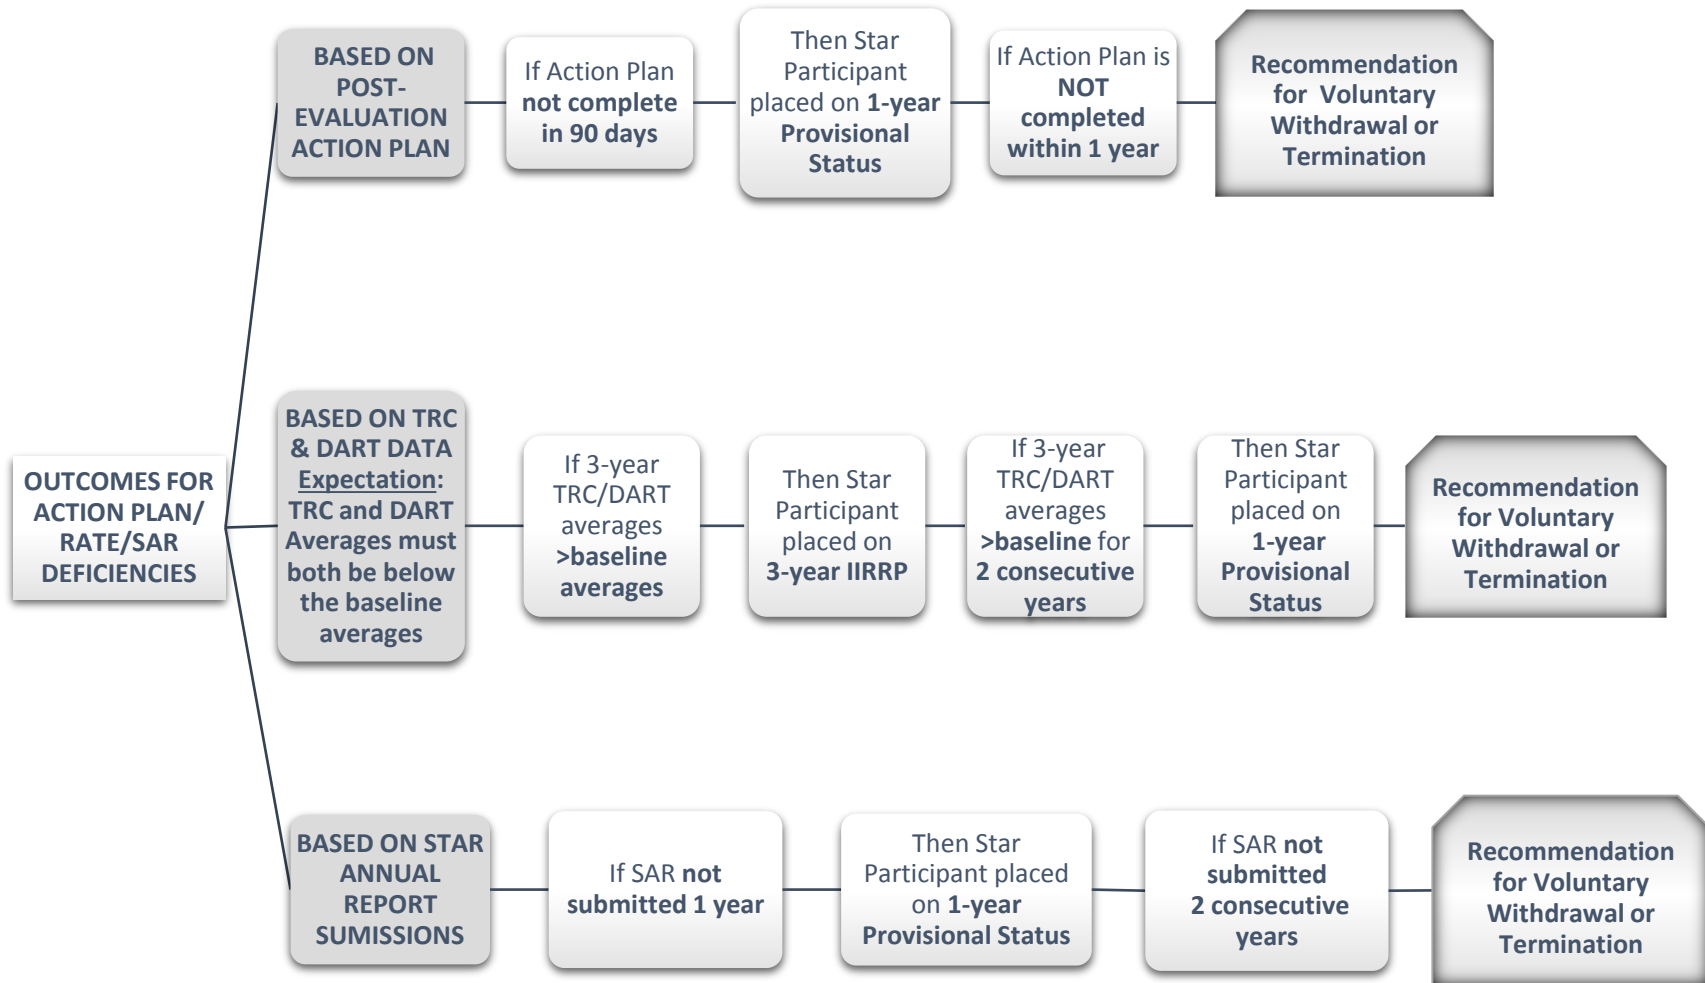 BASED ON
POST-
EVALUATION
ACTION PLAN
If Action Plan
not complete
in 90 days
Then Star
Participant
placed on 1-year
Provisional
Status
If Action Plan is
NOT
completed
within 1 year
Recommendation
for Voluntary
Withdrawal or
Termination
OUTCOMES FOR
ACTION PLAN/
RATE/SAR
DEFICIENCIES
BASED ON TRC
& DART DATA
Expectation:
TRC and DART
Averages must
both be below
the baseline
averages
If 3-year
TRC/DART
averages
>baseline
averages
Then Star
Participant
placed on
3-year IIRRP
If 3-year
TRC/DART
averages
>baseline for
2 consecutive
years
Then Star
Participant
placed on
1-year
Provisional
Status
Recommendation
for Voluntary
Withdrawal or
Termination
BASED ON STAR
ANNUAL
REPORT
SUMISSIONS
If SAR not
submitted 1 year
Then Star
Participant placed
on 1-year
Provisional Status
If SAR not
submitted
2 consecutive
years
Recommendation
for Voluntary
Withdrawal or
Termination